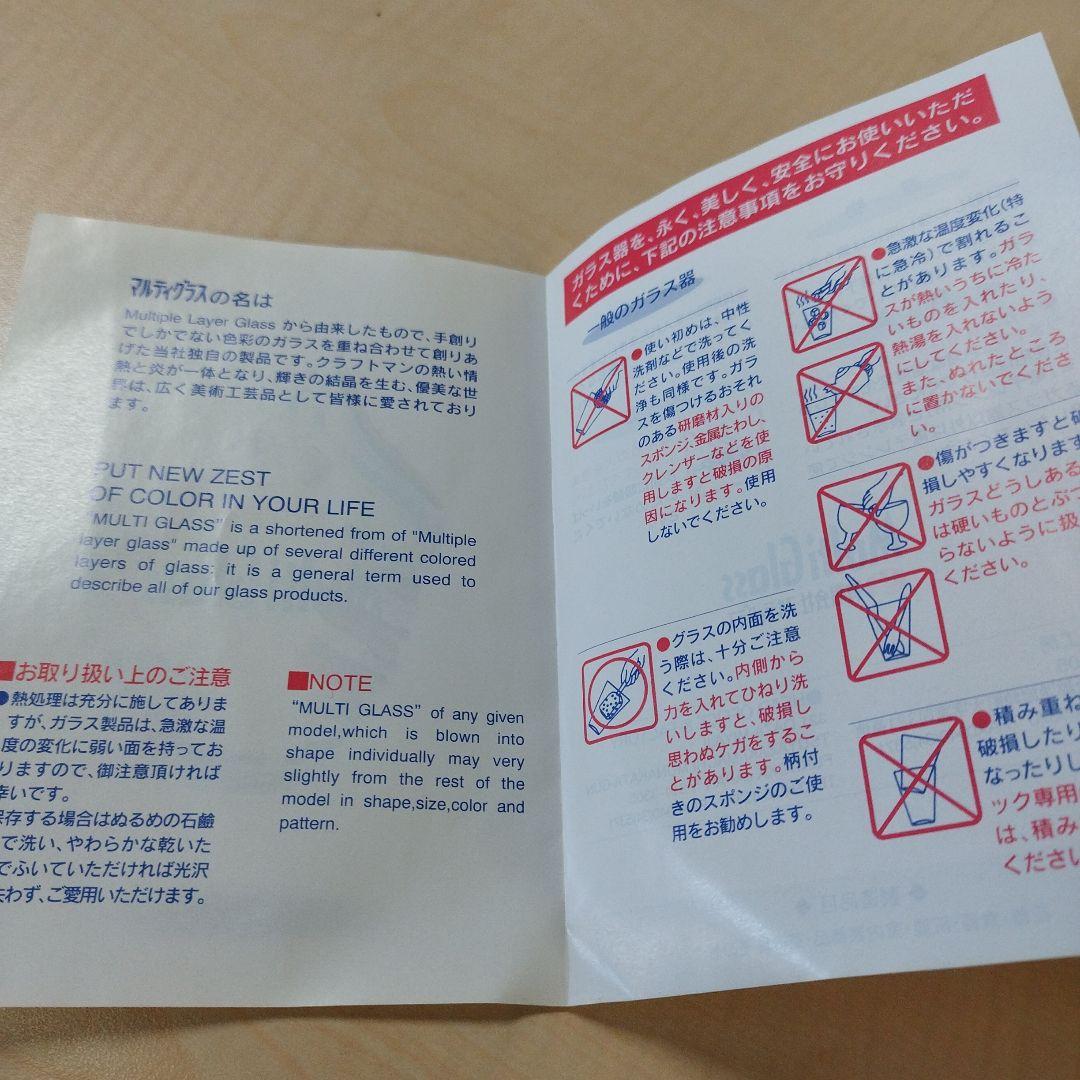 マルティグラスの名は
Multiple Layer Glass から由来したもので、手創り
でしかでない色彩のガラスを重ね合わせて創りあ
げた当社独自の製品です。クラフトマンの熱い情
熱と炎が一体となり、輝きの結晶を生む、優美な世
界は、広く美術工芸品として皆様に愛されており
ます。
PUT NEW ZEST
OF COLOR IN YOUR LIFE
"MULTI GLASS" is a shortened from of "Multiple
layer glass" made up of several different colored
layers of glass: it is a general term used to
describe all of our glass products.
■お取り扱い上のご注意
●熱処理は充分に施してありま
すが、ガラス製品は、急激な温
度の変化に弱い面を持ってお
りますので、御注意頂ければ
幸いです。
保存する場合はぬるめの石鹸
で洗い、やわらかな乾いた
でふいていただければ光沢
失わず、ご愛用いただけます。
■NOTE
"MULTI GLASS" of any given
model,which is blown into
shape individually may very
slightly from the rest of the
model in shape,size,color and
pattern.
ガラス器を、永く、美しく、安全にお使いいただ
くために、下記の注意事項をお守りください。
一般のガラス器
●使い初めは、中性
洗剤などで洗ってく
ださい。使用後の洗
浄も同様です。ガラ
スを傷つけるおそれ
のある研磨材入りの
スポンジ、金属たわし、
クレンザーなどを使
用しますと破損の原
因になります。使用
しないでください。
●グラスの内面を洗
う際は、十分ご注意
ください。内側から
力を入れてひねり洗
いしますと、破損し
思わぬケガをするこ
とがあります。柄付
きのスポンジのご使
用をお勧めします。
●急激な温度変化(特
に急冷)で割れるこ
とがあります。ガラ
スが熱いうちに冷た
いものを入れたり、
熱湯を入れないよう
にしてください。
また、ぬれたところ
に置かないでくださ
い。
●傷がつきますと破
損しやすくなります
ガラスどうしある
は硬いものとぶつ
らないように扱
ください。
●積み重ね
破損したり
なったりし
ック専用
は、積み
くださ